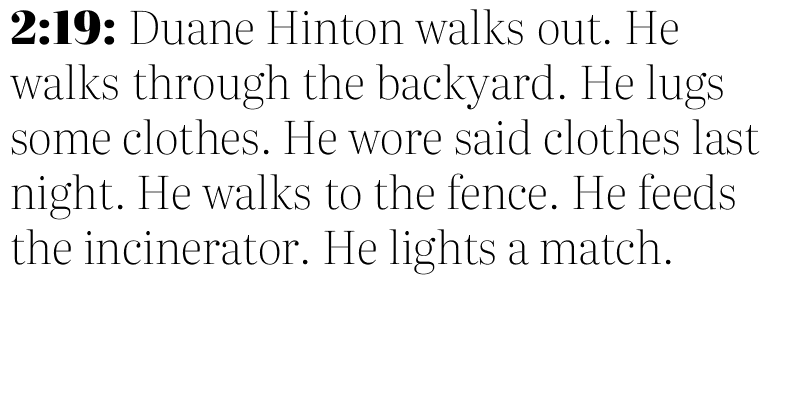 2:19: Duane Hinton walks out. He
walks through the backyard. He lugs
some clothes. He wore said clothes last
night. He walks to the fence. He feeds
the incinerator. He lights a match.